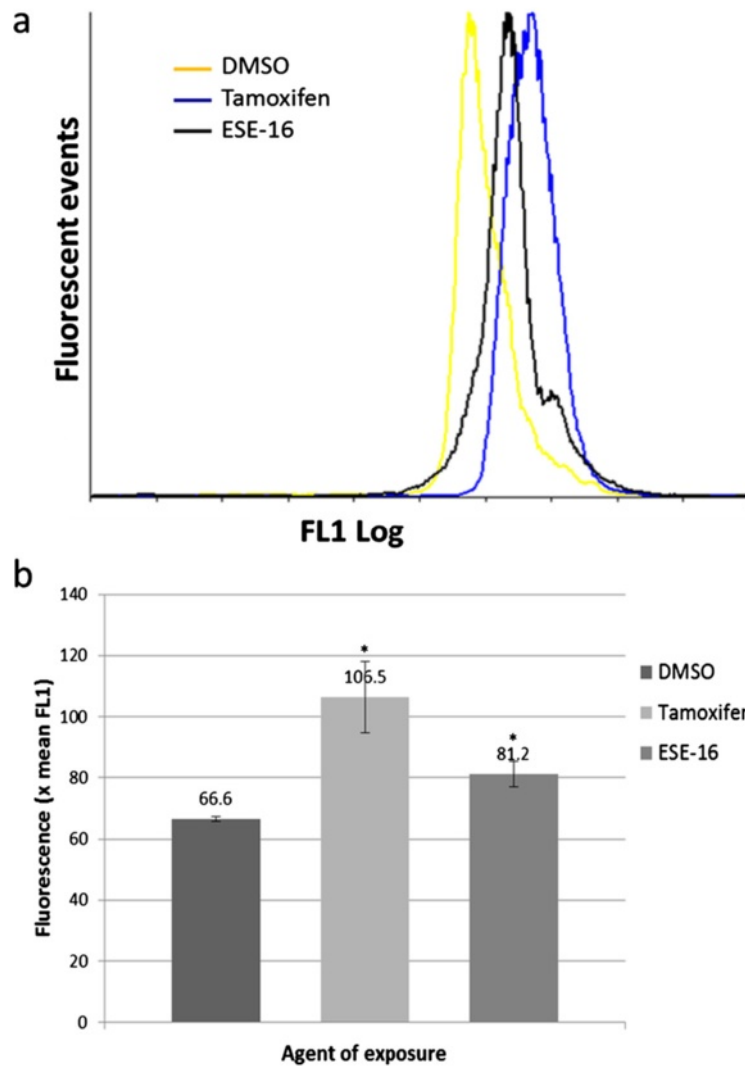 a
DMSO
Tamoxifen
ESE-16
Fluorescent events
FL1 Log
b
140
120
100
80
60
40
20
0
Fluorescence (x mean FL1)
66.6
*
106.5
*
81.2
DMSO
Tamoxifen
ESE-16
Agent of exposure